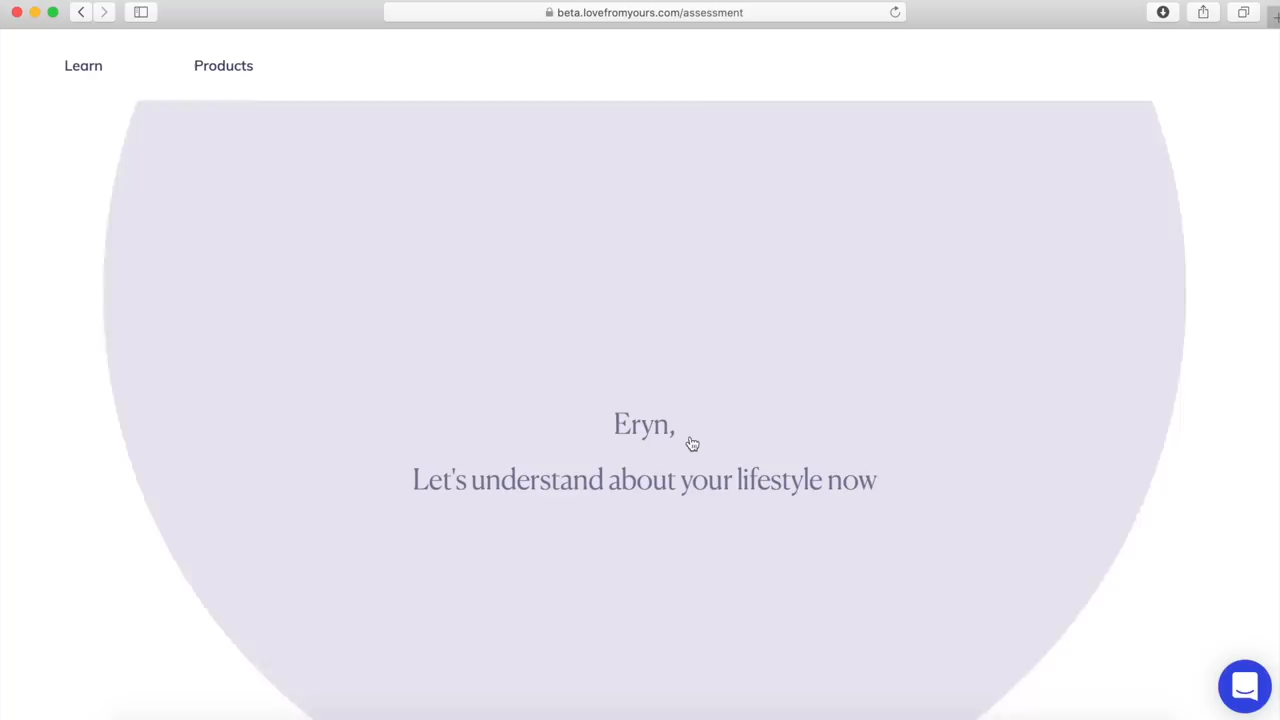 beta.lovefromyours.com/assessment
Learn Products
Eryn,
Let's understand about your lifestyle now